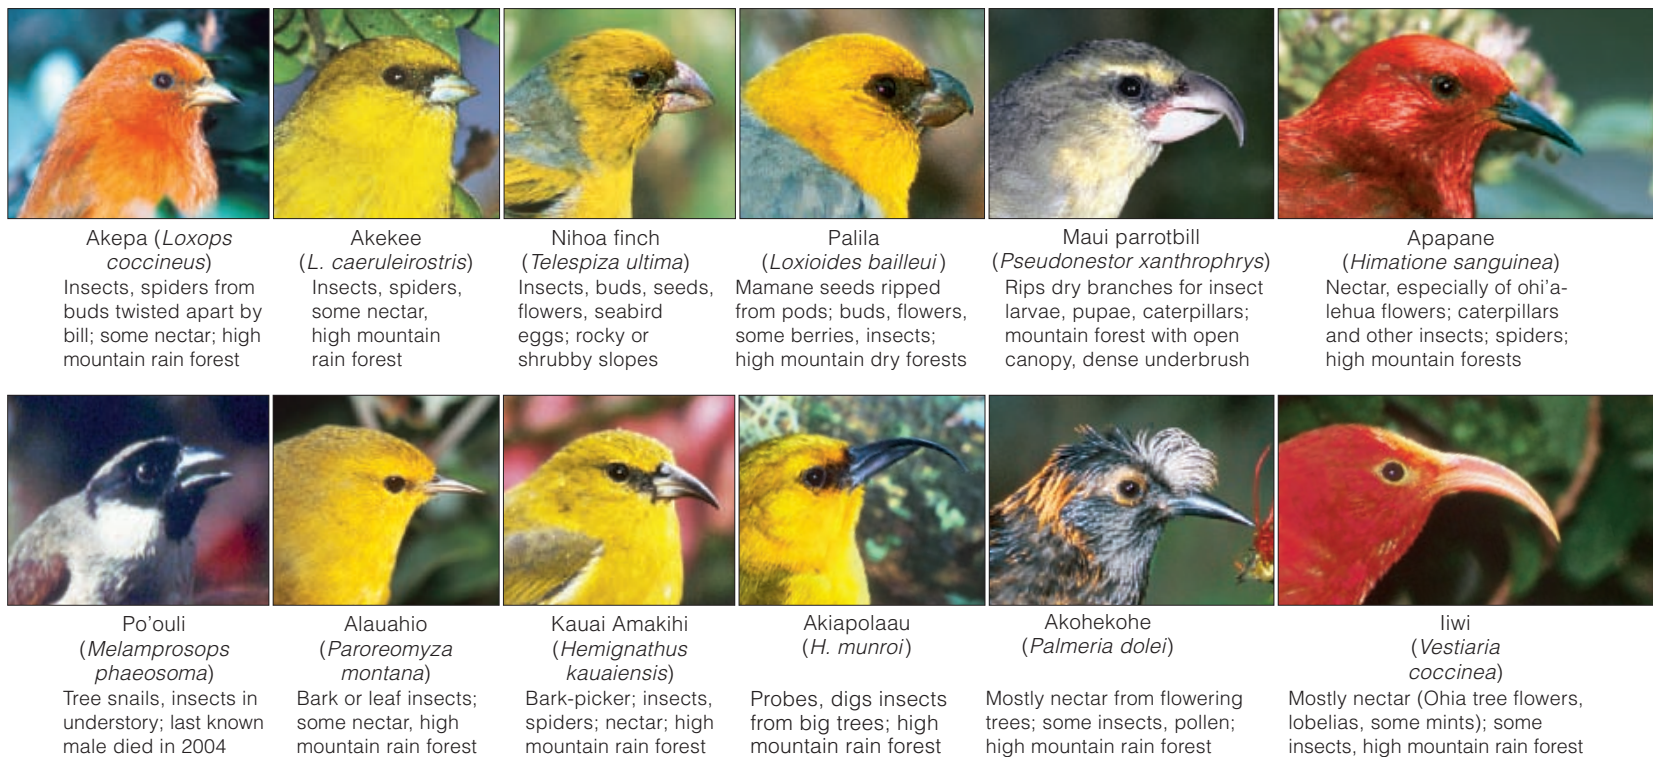 Akepa (Loxops
coccineus)
Insects, spiders from
buds twisted apart by
bill; some nectar; high
mountain rain forest
Akekee
(L. caeruleirostris)
Insects, spiders,
some nectar,
high mountain
rain forest
Nihoa finch
(Telespiza ultima)
Insects, buds, seeds,
flowers, seabird
eggs; rocky or
shrubby slopes
Palila
(Loxioides bailleui)
Mamane seeds ripped
from pods; buds, flowers,
some berries, insects;
high mountain dry forests
Maui parrotbill
(Pseudonestor xanthrophrys)
Rips dry branches for insect
larvae, pupae, caterpillars;
mountain forest with open
canopy, dense underbrush
Apapane
(Himatione sanguinea)
Nectar, especially of ohi'a-
lehua flowers; caterpillars
and other insects; spiders;
high mountain forests
Po'ouli
(Melamprosops
phaeosoma)
Tree snails, insects in
understory; last known
male died in 2004
Alauahio
(Paroreomyza
montana)
Bark or leaf insects;
some nectar, high
mountain rain forest
Kauai Amakihi
(Hemignathus
kauaiensis)
Bark-picker; insects,
spiders; nectar; high
mountain rain forest
Akiapolaau
(H. munroi)
Probes, digs insects
from big trees; high
mountain rain forest
Akohekohe
(Palmeria dolei)
Mostly nectar from flowering
trees; some insects, pollen;
high mountain rain forest
Iiwi
(Vestiaria
coccinea)
Mostly nectar (Ohia tree flowers,
lobelias, some mints); some
insects, high mountain rain forest